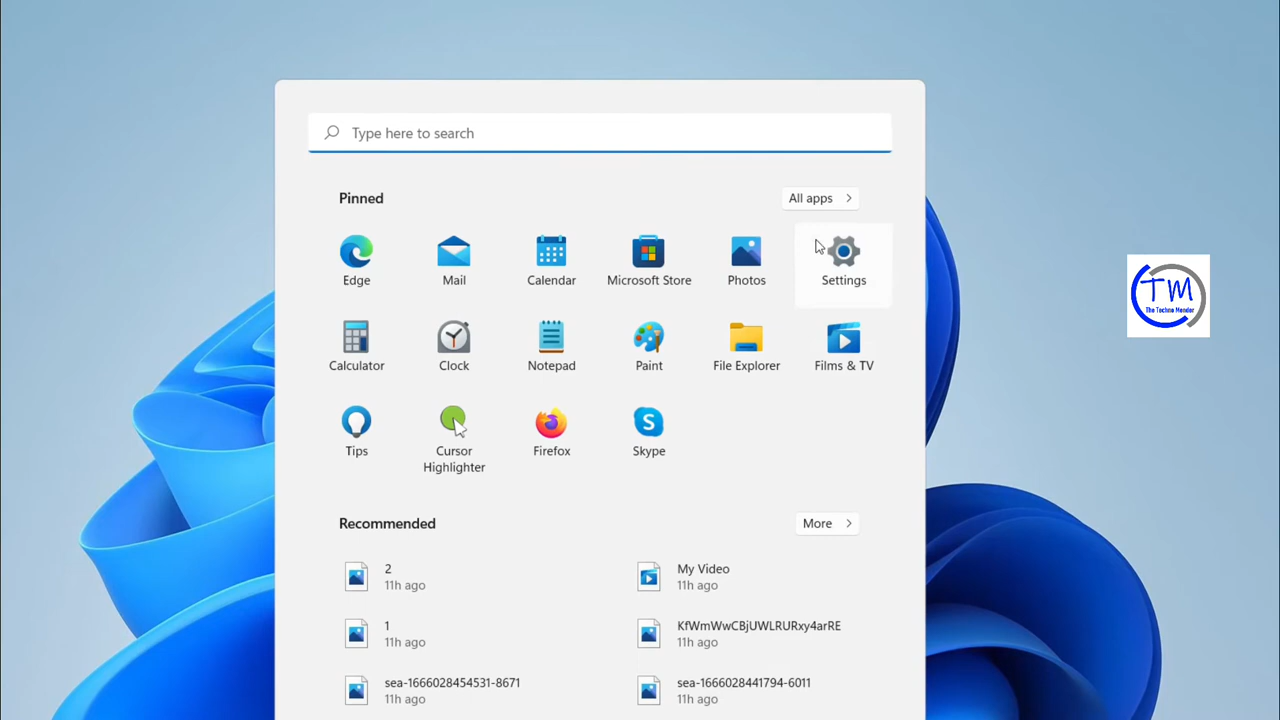 Type here to search
Pinned
All apps
Edge
Mail
Calendar
Microsoft Store
Photos
Settings
Calculator
Clock
Notepad
Paint
File Explorer
Films & TV
Tips
Cursor
Highlighter
Firefox
S
Skype
Recommended
More
2
11h ago
My Video
11h ago
1
11h ago
KfWmWwCBjUWLRURxy4arRE
11h ago
sea-1666028454531-8671
11h ago
sea-1666028441794-6011
11h ago
TM
The Techno Mender